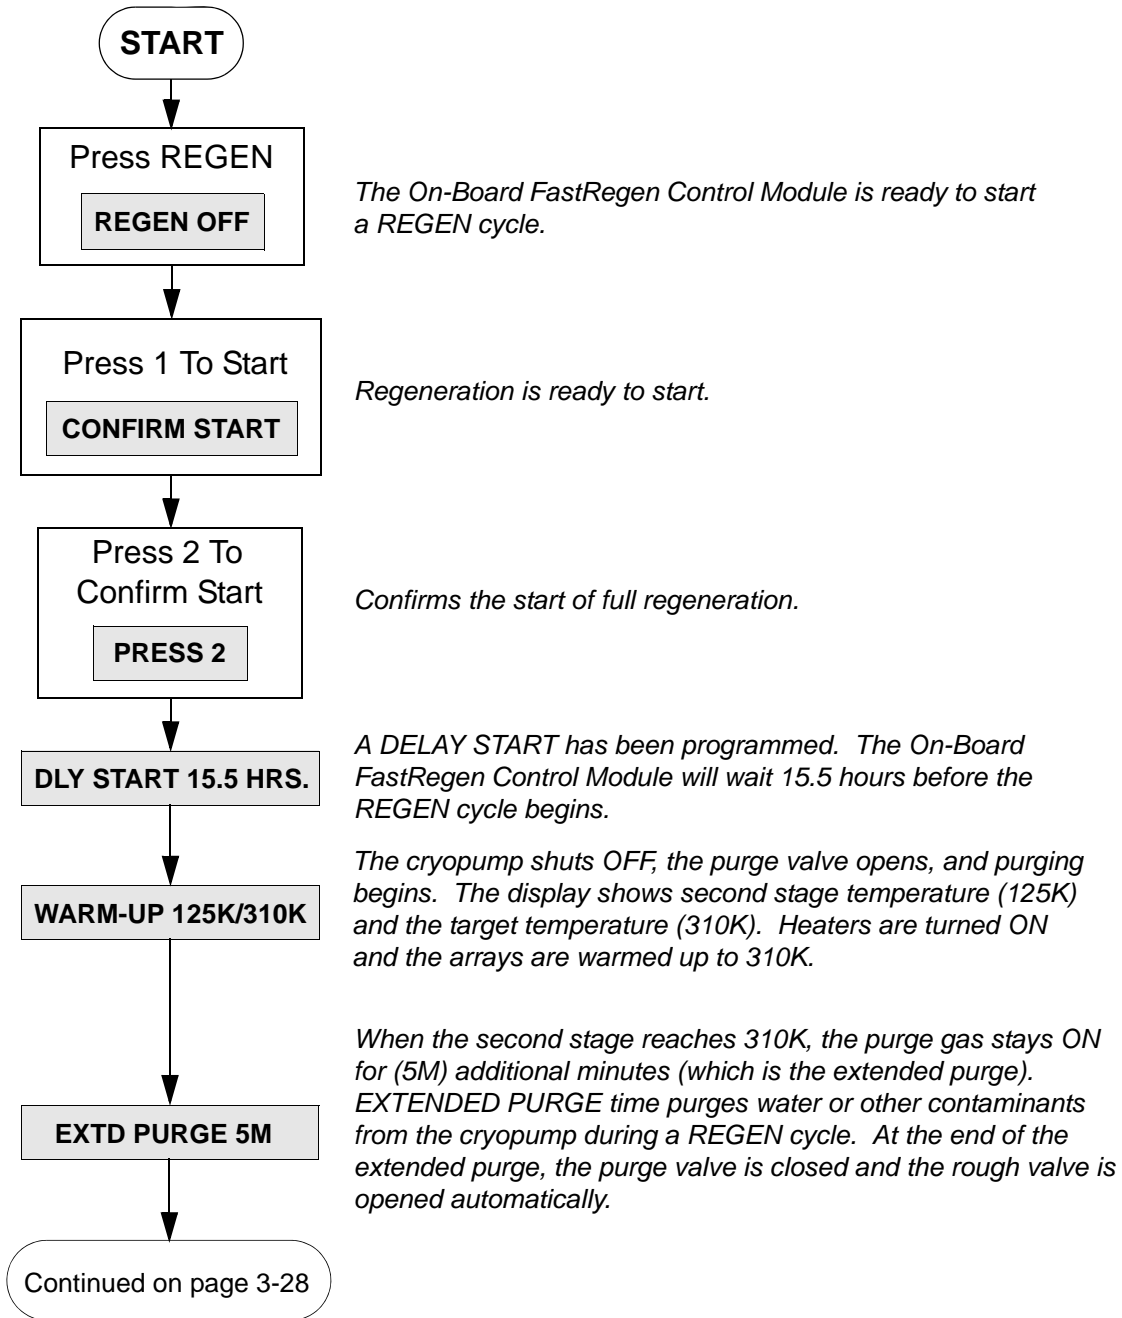 START
Press REGEN
REGEN OFF
The On-Board FastRegen Control Module is ready to start
a REGEN cycle.
Press 1 To Start
CONFIRM START
Regeneration is ready to start.
Press 2 To
Confirm Start
PRESS 2
Confirms the start of full regeneration.
DLY START 15.5 HRS.
A DELAY START has been programmed. The On-Board
FastRegen Control Module will wait 15.5 hours before the
REGEN cycle begins.
WARM-UP 125K/310K
The cryopump shuts OFF, the purge valve opens, and purging
begins. The display shows second stage temperature (125K)
and the target temperature (310K). Heaters are turned ON
and the arrays are warmed up to 310K.
EXTD PURGE 5M
When the second stage reaches 310K, the purge gas stays ON
for (5M) additional minutes (which is the extended purge).
EXTENDED PURGE time purges water or other contaminants
from the cryopump during a REGEN cycle. At the end of the
extended purge, the purge valve is closed and the rough valve is
opened automatically.
Continued on page 3-28